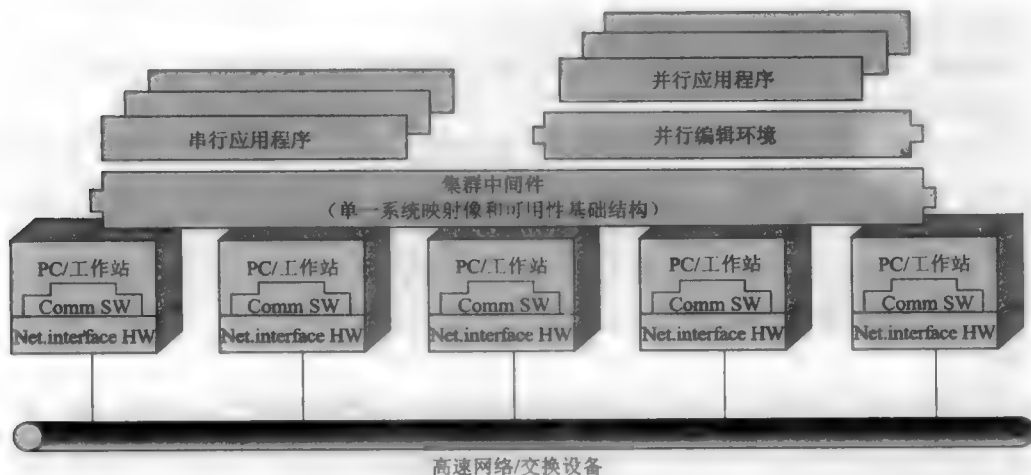 并行应用程序
串行应用程序
并行编辑环境
集群中间件
（单一系统映射像和可用性基础结构）
PC/工作站
PC/工作站
PC/工作站
PC/工作站
PC/工作站
Comm SW
Comm SW
Comm SW
Comm SW
Comm SW
Net.interface HW
Net.interface HW
Net.interface HW
Net.interface HW
Net.interface HW
高速网络/交换设备